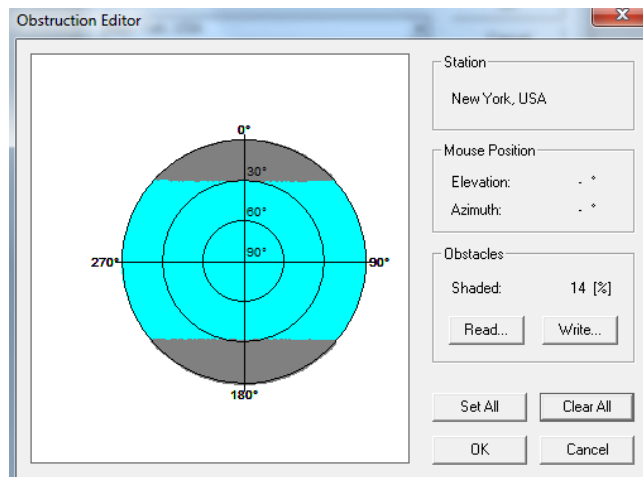 Obstruction Editor
x
0°
30°
60°
90°
270°
90°
180°
Station
New York, USA
Mouse Position
Elevation: - °
Azimuth: - °
Obstacles
Shaded: 14 [%]
Read... Write...
Set All Clear All
OK Cancel